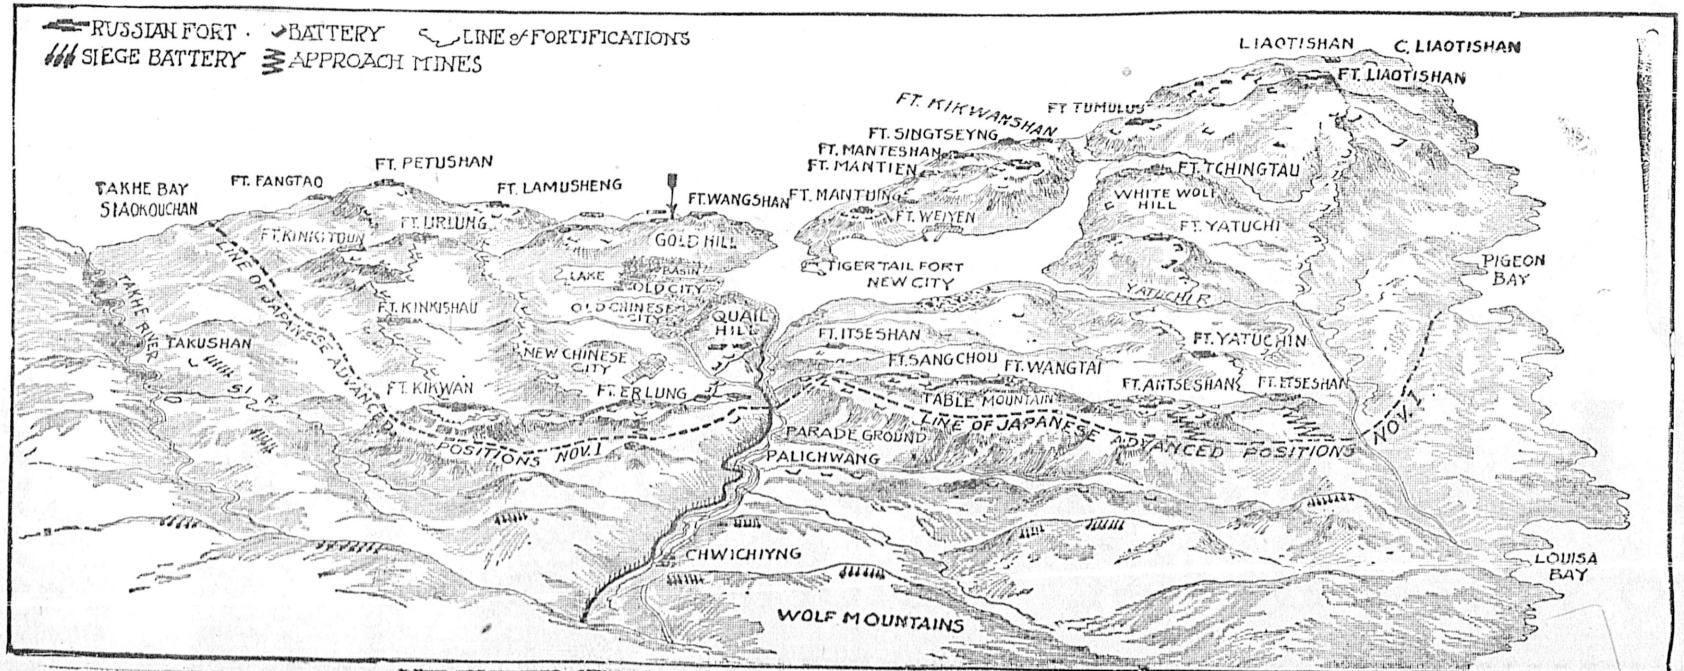 RUSSIAN FORT . BATTERY LINE of FORTIFICATIONS
SIEGE BATTERY APPROACH MINES
LIAOTISHAN C. LIAOTISHAN
FT. LIAOTISHAN
FT. KIKWANSHAN
FT TUMULUS
FT. SINGTSEYNG
FT. MANTESHAN
FT. MANTIEN
FT. PETUSHAN
FT. TCHINGTAU
TAKHE BAY
SIAOKOUCHAN
FT. FANGTAO
FT. LAMUSHENG
FT. WANGSHAN
FT. MANTUING
WHITE WOLF
HILL
FT. WEIYEN
FT. URLUNG
FT. YATUCHI
FT. KINKITOUN
GOLD HILL
PIGEON
BAY
TIGER TAIL FORT
NEW CITY
LAKE
BASIN
OLD CITY
YATUCHI R
TAKHE RIVER
LINE OF JAPANESE ADVANCED
POSITIONS NOV. 1
FT. KINKISHAU
OLD CHINESE
CITY
QUAIL
HILL
FT. ITSESHAN
FT. YATUCHIN
TAKUSHAN
NEW CHINESE
CITY
FT. SANGCHOU
FT. WANGTAI
FT. KIKWAN
FT. ERLUNG
FT. ANTSESHAN
FT. ETSESHAN
TABLE MOUNTAIN
LINE OF JAPANESE ADVANCED POSITIONS
NOV. 1
PARADE GROUND
PALICHWANG
CHWICHIYNG
LOUISA
BAY
WOLF MOUNTAINS